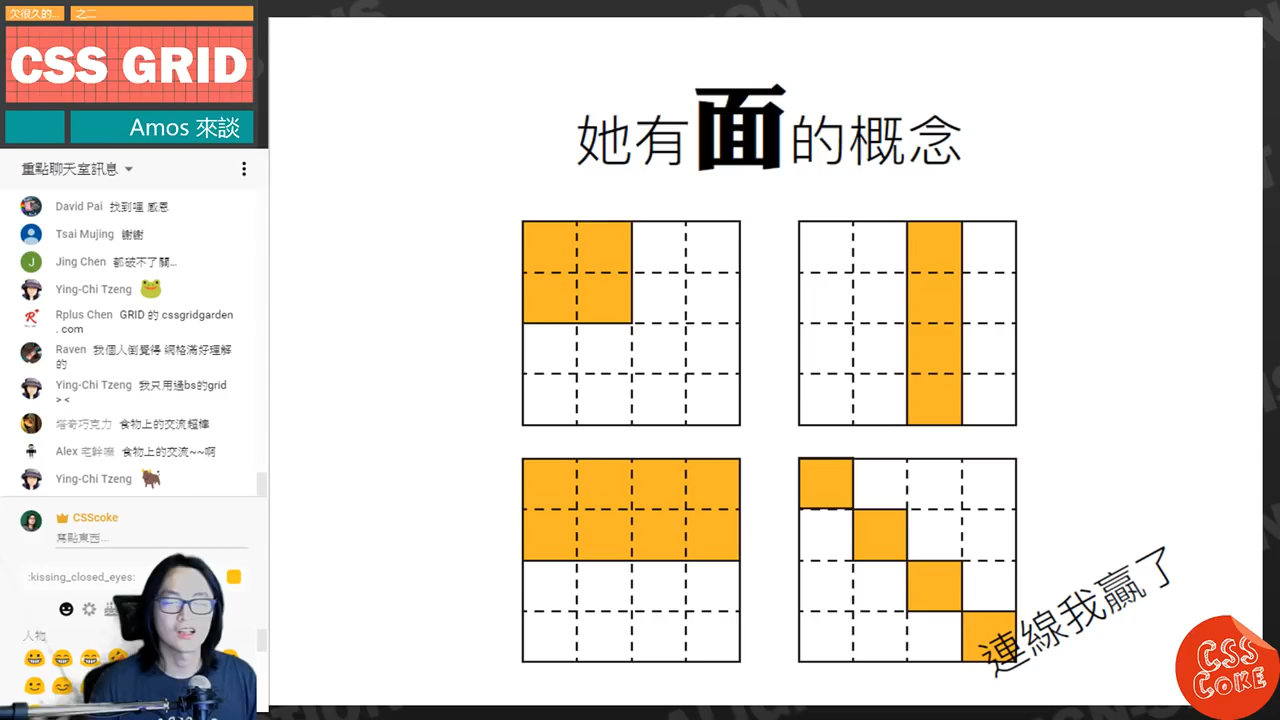 欠很久的...
之二
CSS GRID
Amos 來談
重點聊天室訊息
David Pai 找到哩 感恩
Tsai Mujing 謝謝
J
Jing Chen 都破不了關...
Ying-Chi Tzeng
Rplus Chen GRID 的 cssgridgarden
. com
Raven 我個人倒覺得 網格滿好理解
的
Ying-Chi Tzeng 我只用過bs的grid
> <
塔奇巧克力 食物上的交流超棒
Alex 宅幹嘛 食物上的交流~~啊
Ying-Chi Tzeng
CSScoke
寫點東西...
:kissing_closed_eyes:
人物
她有面的概念
連線我贏了
CSS
COKE